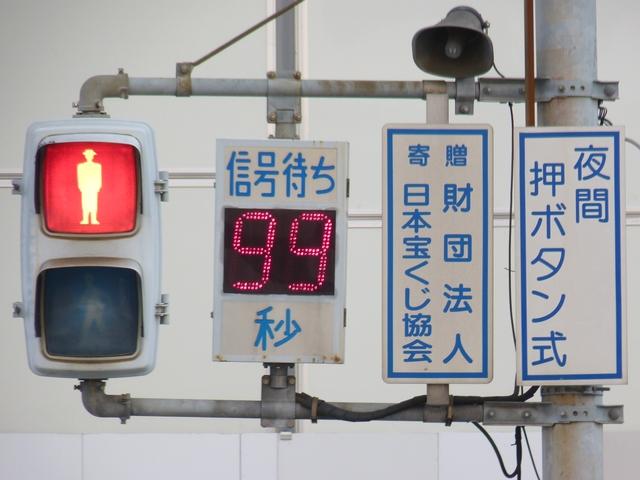 信号待ち
99
秒
寄贈
財団法人
日本宝くじ協会
夜間
押ボタン式